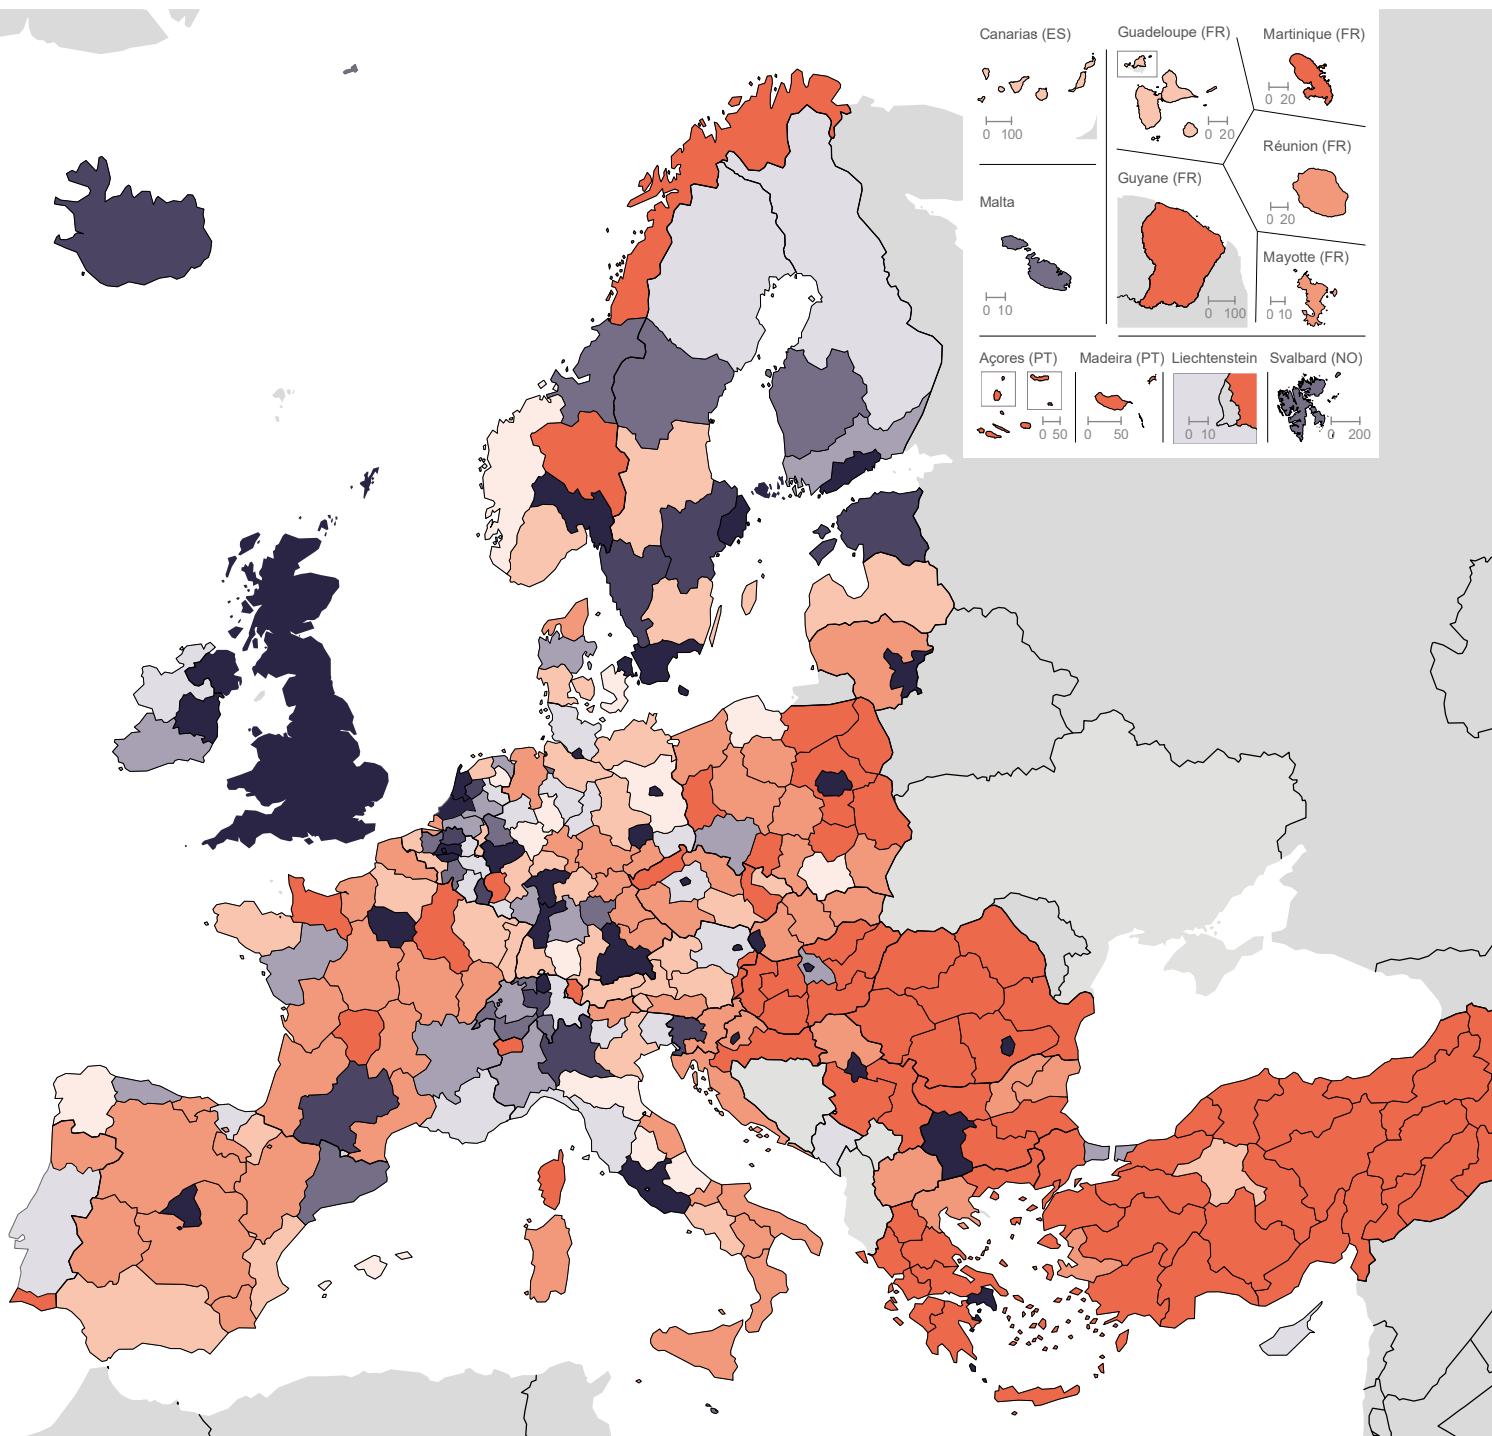 Canarias (ES)
0 100
Guadeloupe (FR)
0 20
Martinique (FR)
0 20
Réunion (FR)
0 20
Guyane (FR)
0 100
Malta
0 10
Mayotte (FR)
0 10
Açores (PT)
0 50
Madeira (PT)
0 50
Liechtenstein
0 10
Svalbard (NO)
0 200